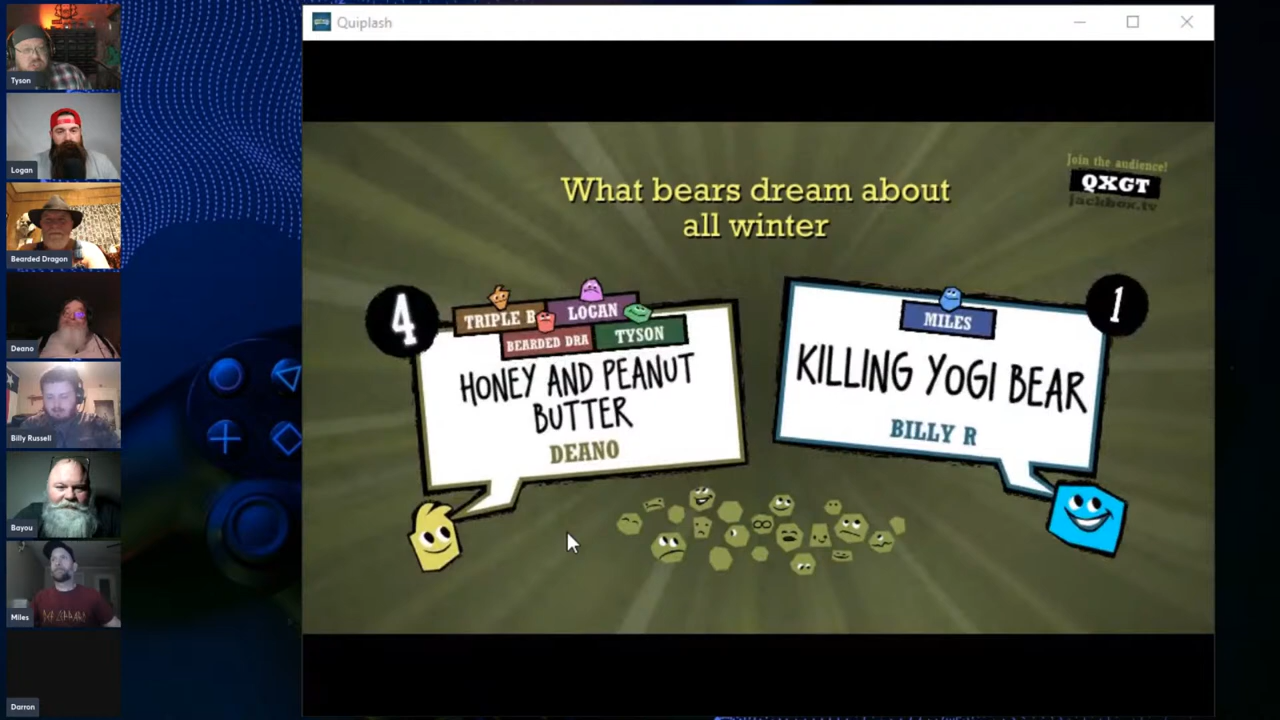 Quiplash
Tyson
Logan
Bearded Dragon
Deano
Billy Russell
Bayou
Miles
Darron
Join the audience!
QXGT
jackbox.tv
What bears dream about
all winter
4
TRIPLE B
LOGAN
BEARDED DRA
TYSON
HONEY AND PEANUT
BUTTER
DEANO
1
MILES
KILLING YOGI BEAR
BILLY R